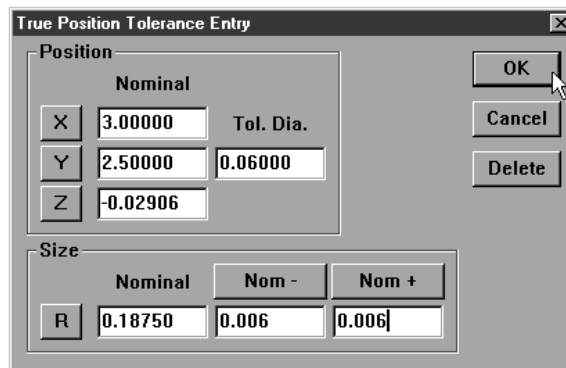 True Position Tolerance Entry
Position
Nominal
X 3.00000 Tol. Dia.
Y 2.50000 0.06000
Z -0.02906
OK
Cancel
Delete
Size
Nominal Nom - Nom +
R 0.18750 0.006 0.006